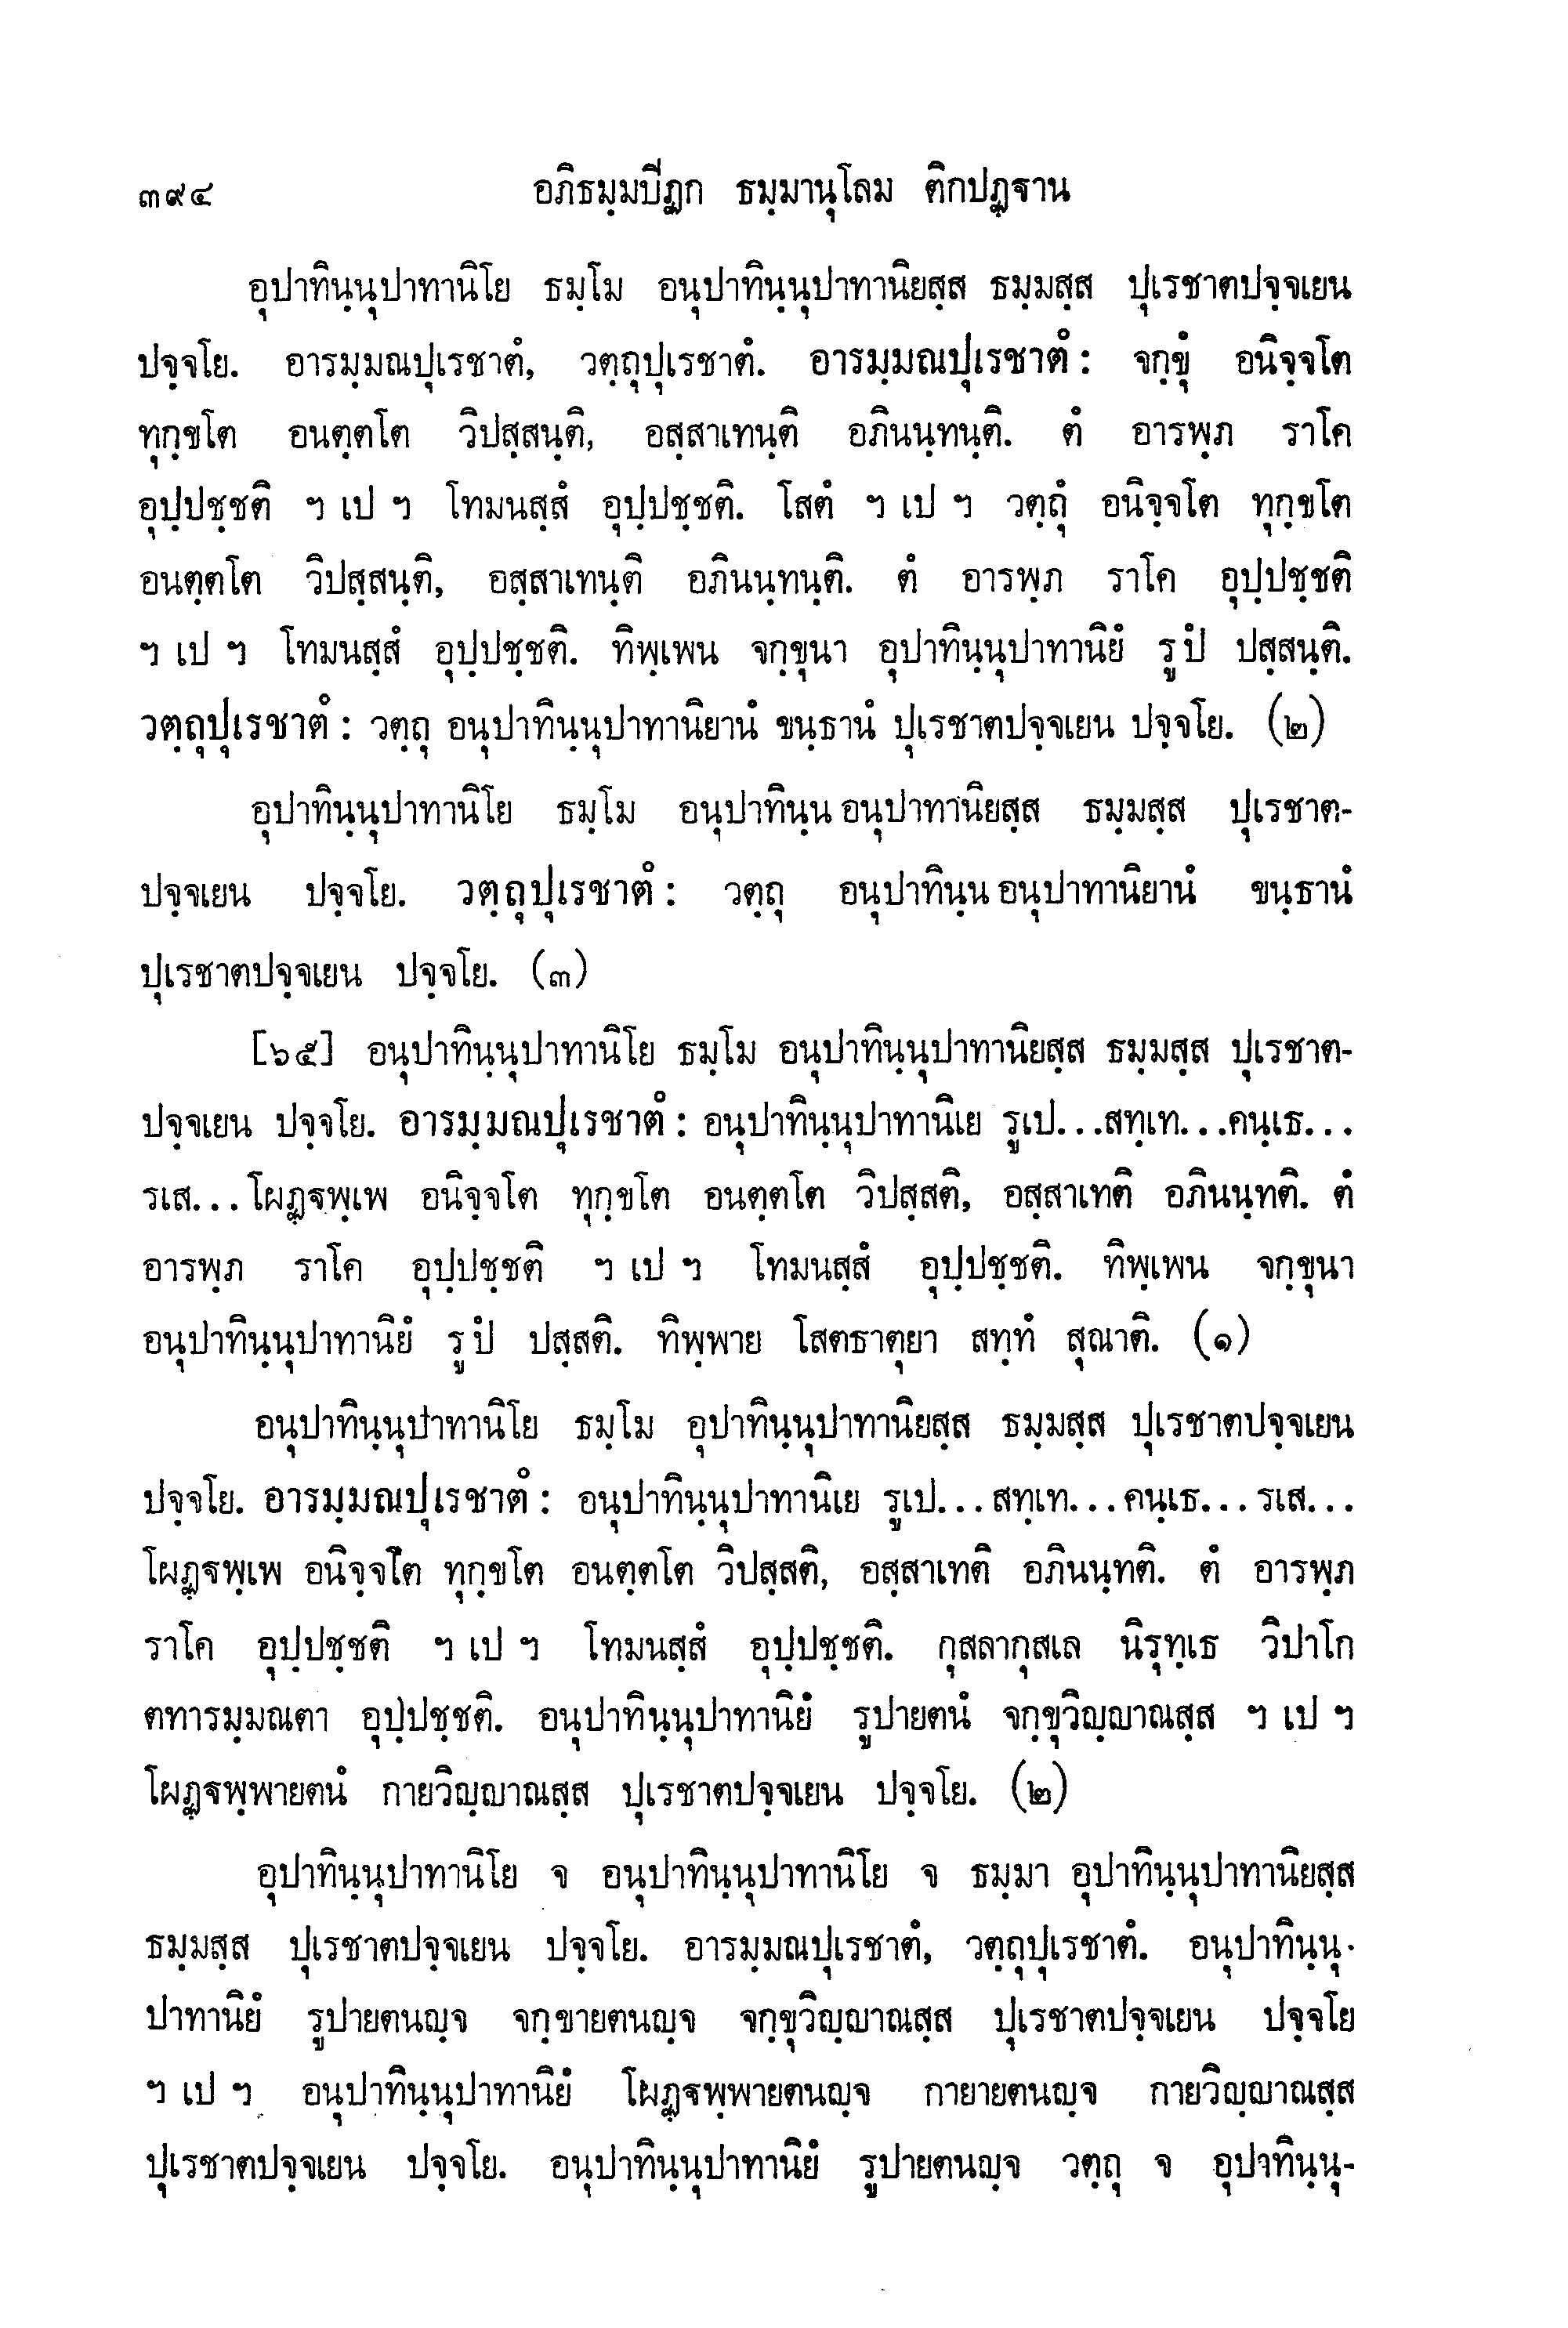 ๓๙๔ อภิธมฺมปีฏก ธมฺมานุโลม ติกปฏฺฐาน
อุปาทินฺนุปาทานิโย ธมฺโม อนุปาทินฺนุปาทานิยสฺส ธมฺมสฺส ปุเรชาตปจฺจเยน
ปจฺจโย. อารมฺมณปุเรชาตํ, วตฺถุปุเรชาตํ. อารมฺมณปุเรชาตํ: จกฺขุํ อนิจฺจโต
ทุกฺขโต อนตฺตโต วิปสฺสนฺติ, อสฺสาเทนฺติ อภินนฺทนฺติ. ตํ อารพฺภ ราโค
อุปฺปชฺชติ ฯ เป ฯ โทมนสฺสํ อุปฺปชฺชติ. โสตํ ฯ เป ฯ วตฺถุํ อนิจฺจโต ทุกฺขโต
อนตฺตโต วิปสฺสนฺติ, อสฺสาเทนฺติ อภินนฺทนฺติ. ตํ อารพฺภ ราโค อุปฺปชฺชติ
ฯ เป ฯ โทมนสฺสํ อุปฺปชฺชติ. ทิพฺเพน จกฺขุนา อุปาทินฺนุปาทานิยํ รูปํ ปสฺสนฺติ.
วตฺถุปุเรชาตํ: วตฺถุ อนุปาทินฺนุปาทานิยานํ ขนฺธานํ ปุเรชาตปจฺจเยน ปจฺจโย. (๒)
อุปาทินฺนุปาทานิโย ธมฺโม อนุปาทินฺนอนุปาทานิยสฺส ธมฺมสฺส ปุเรชาต-
ปจฺจเยน ปจฺจโย. วตฺถุปุเรชาตํ: วตฺถุ อนุปาทินฺนอนุปาทานิยานํ ขนฺธานํ
ปุเรชาตปจฺจเยน ปจฺจโย. (๓)
[๖๕] อนุปาทินฺนุปาทานิโย ธมฺโม อนุปาทินฺนุปาทานิยสฺส ธมฺมสฺส ปุเรชาต-
ปจฺจเยน ปจฺจโย. อารมฺมณปุเรชาตํ: อนุปาทินฺนุปาทานิเย รูเป...สทฺเท...คนฺเธ...
รเส...โผฏฺฐพฺเพ อนิจฺจโต ทุกฺขโต อนตฺตโต วิปสฺสติ, อสฺสาเทติ อภินนฺทติ. ตํ
อารพฺภ ราโค อุปฺปชฺชติ ฯ เป ฯ โทมนสฺสํ อุปฺปชฺชติ. ทิพฺเพน จกฺขุนา
อนุปาทินฺนุปาทานิยํ รูปํ ปสฺสติ. ทิพฺพาย โสตธาตุยา สทฺทํ สุณาติ. (๑)
อนุปาทินฺนุปาทานิโย ธมฺโม อุปาทินฺนุปาทานิยสฺส ธมฺมสฺส ปุเรชาตปจฺจเยน
ปจฺจโย. อารมฺมณปุเรชาตํ: อนุปาทินฺนุปาทานิเย รูเป...สทฺเท...คนฺเธ...รเส...
โผฏฺฐพฺเพ อนิจฺจโต ทุกฺขโต อนตฺตโต วิปสฺสติ, อสฺสาเทติ อภินนฺทติ. ตํ อารพฺภ
ราโค อุปฺปชฺชติ ฯ เป ฯ โทมนสฺสํ อุปฺปชฺชติ. กุสลากุสเล นิรุทฺเธ วิปาโก
ตทารมฺมณตา อุปฺปชฺชติ. อนุปาทินฺนุปาทานิยํ รูปายตนํ จกฺขุวิญฺญาณสฺส ฯ เป ฯ
โผฏฺฐพฺพายตนํ กายวิญฺญาณสฺส ปุเรชาตปจฺจเยน ปจฺจโย. (๒)
อุปาทินฺนุปาทานิโย จ อนุปาทินฺนุปาทานิโย จ ธมฺมา อุปาทินฺนุปาทานิยสฺส
ธมฺมสฺส ปุเรชาตปจฺจเยน ปจฺจโย. อารมฺมณปุเรชาตํ, วตฺถุปุเรชาตํ. อนุปาทินฺนุ-
ปาทานิยํ รูปายตนญฺจ จกฺขายตนญฺจ จกฺขุวิญฺญาณสฺส ปุเรชาตปจฺจเยน ปจฺจโย
ฯ เป ฯ อนุปาทินฺนุปาทานิยํ โผฏฺฐพฺพายตนญฺจ กายายตนญฺจ กายวิญฺญาณสฺส
ปุเรชาตปจฺจเยน ปจฺจโย. อนุปาทินฺนุปาทานิยํ รูปายตนญฺจ วตฺถุ จ อุปาทินฺนุ-